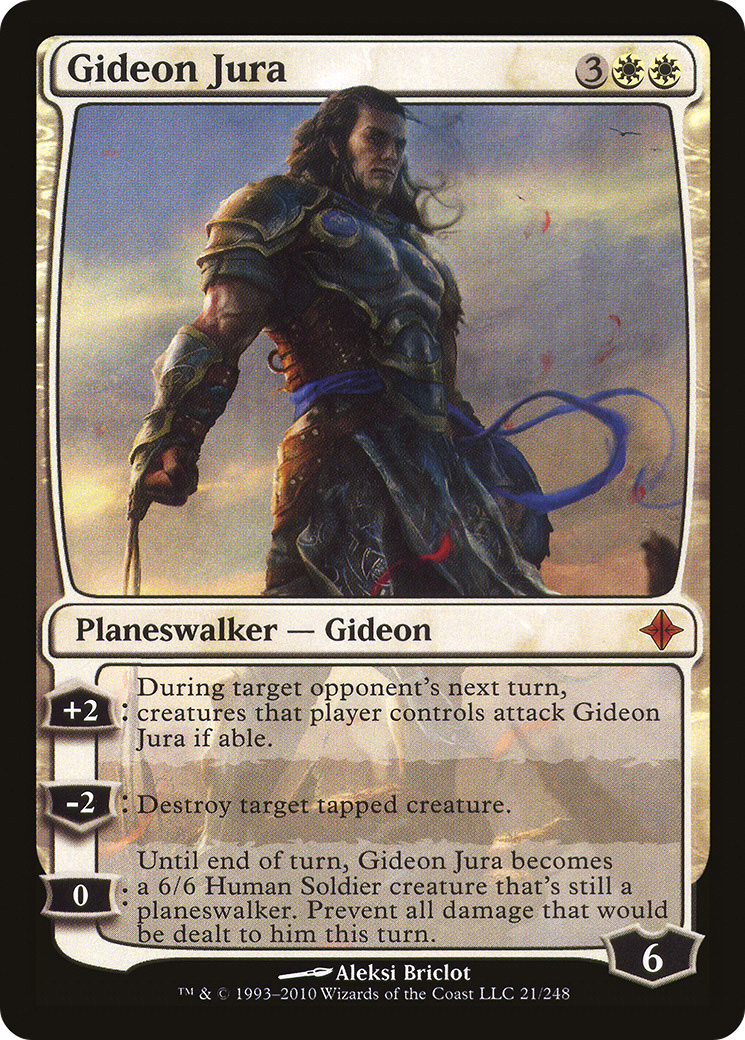 Gideon Jura
3
Planeswalker — Gideon
+2
: During target opponent's next turn,
creatures that player controls attack Gideon
Jura if able.
-2
: Destroy target tapped creature.
0
: Until end of turn, Gideon Jura becomes
a 6/6 Human Soldier creature that's still a
planeswalker. Prevent all damage that would
be dealt to him this turn.
6
Aleksi Briclot
™ & © 1993–2010 Wizards of the Coast LLC 21/248